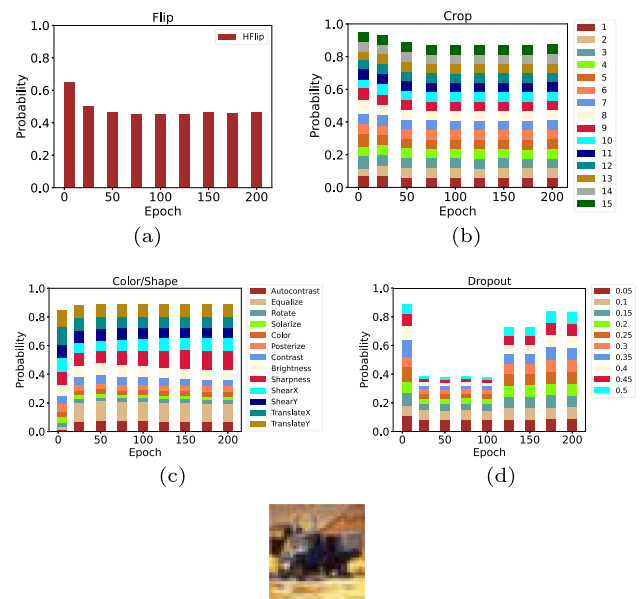 Flip
HFlip
1.0
0.8
0.6
0.4
0.2
0.0
Probability
0 50 100 150 200
Epoch
(a)
Crop
1.0
0.8
0.6
0.4
0.2
0.0
Probability
0 50 100 150 200
Epoch
1
2
3
4
5
6
7
8
9
10
11
12
13
14
15
(b)
Color/Shape
1.0
0.8
0.6
0.4
0.2
0.0
Probability
0 50 100 150 200
Epoch
Autocontrast
Equalize
Rotate
Solarize
Color
Posterize
Contrast
Brightness
Sharpness
ShearX
ShearY
TranslateX
TranslateY
(c)
Dropout
1.0
0.8
0.6
0.4
0.2
0.0
Probability
0 50 100 150 200
Epoch
0.05
0.1
0.15
0.2
0.25
0.3
0.35
0.4
0.45
0.5
(d)